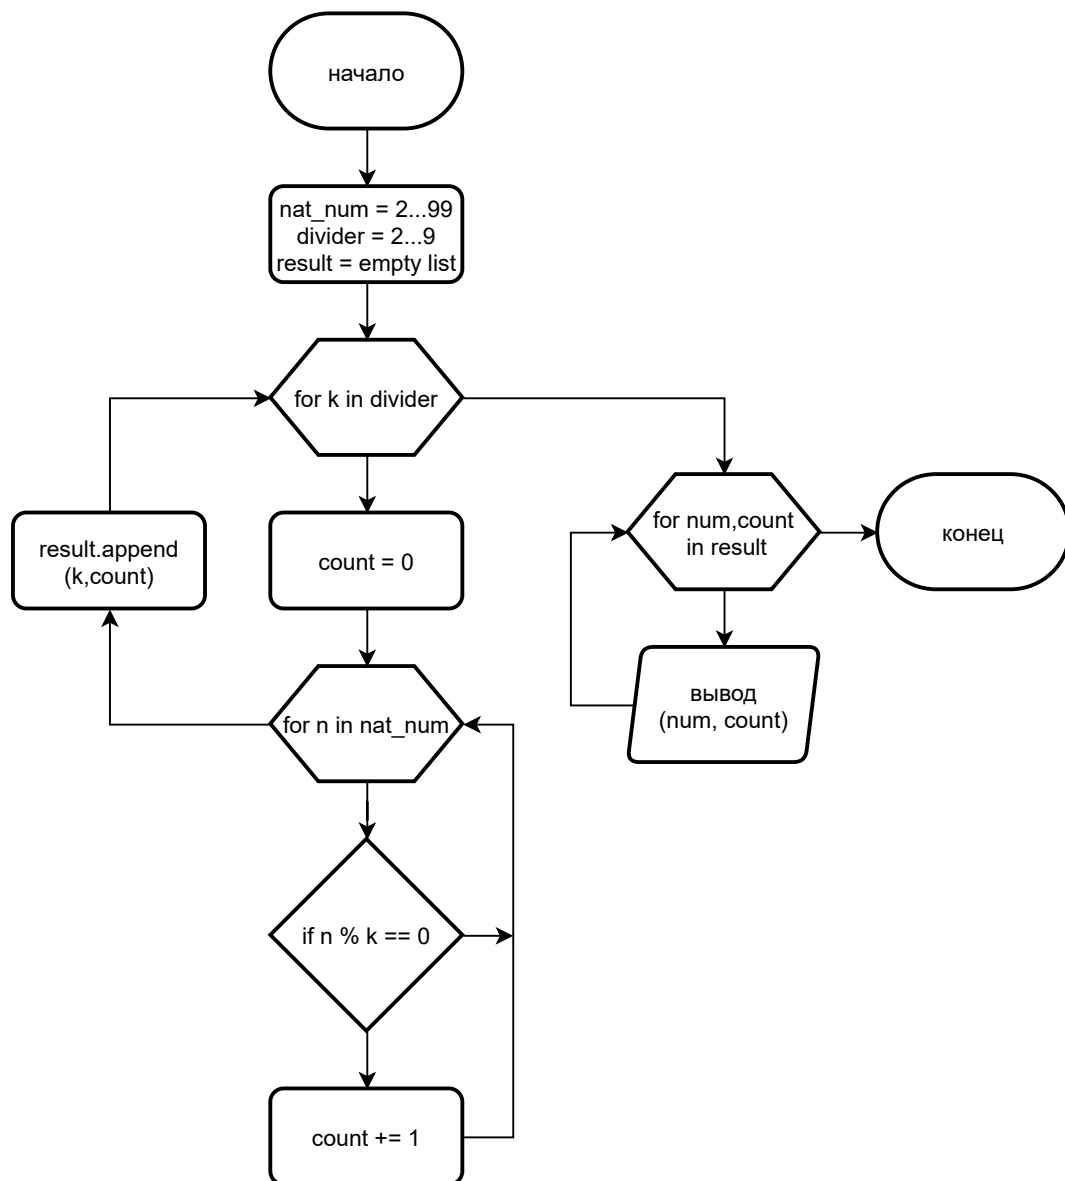 начало
nat_num = 2...99
divider = 2...9
result = empty list
for k in divider
count = 0
result.append
(k,count)
for n in nat_num
if n % k == 0
count += 1
for num,count
in result
вывод
(num, count)
конец